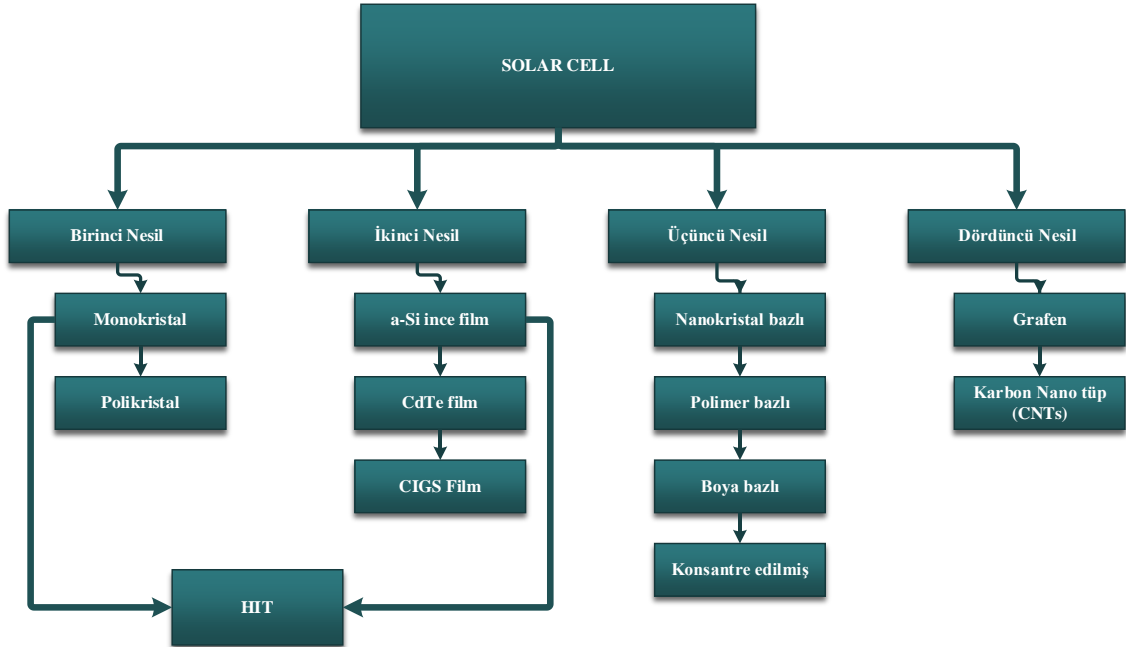 SOLAR CELL
Birinci Nesil
İkinci Nesil
Üçüncü Nesil
Dördüncü Nesil
Monokristal
a-Si ince film
Nanokristal bazlı
Grafen
Polikristal
CdTe film
Polimer bazlı
Karbon Nano tüp
(CNTs)
CIGS Film
Boya bazlı
Konsantre edilmiş
HIT